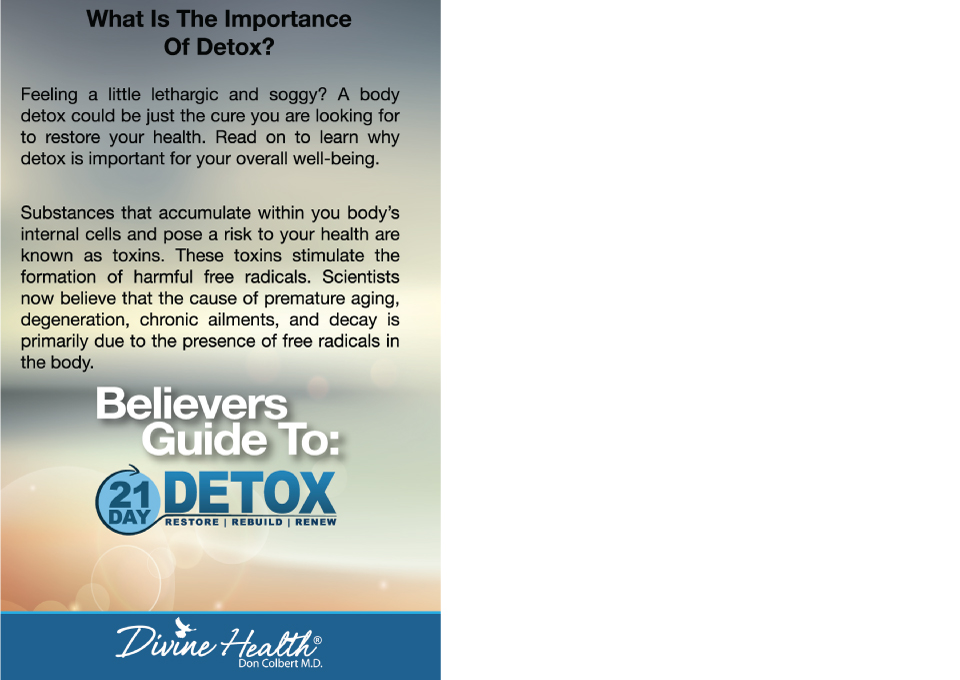 What Is The Importance
Of Detox?
Feeling a little lethargic and soggy? A body
detox could be just the cure you are looking for
to restore your health. Read on to learn why
detox is important for your overall well-being.
Substances that accumulate within you body's
internal cells and pose a risk to your health are
known as toxins. These toxins stimulate the
formation of harmful free radicals. Scientists
now believe that the cause of premature aging,
degeneration, chronic ailments, and decay is
primarily due to the presence of free radicals in
the body.
Believers
Guide To:
21
DAY
DETOX
RESTORE | REBUILD | RENEW
Divine Health®
Don Colbert M.D.